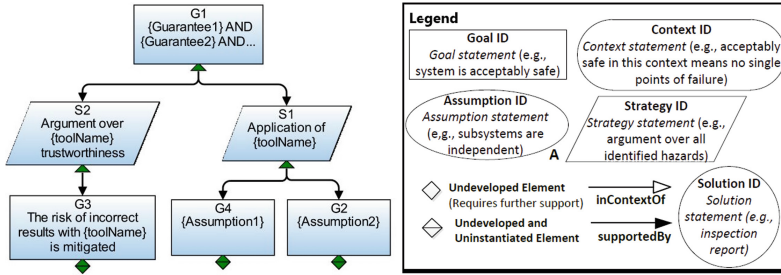 G1
{Guarantee1} AND
{Guarantee2} AND...
S2
Argument over
{toolName}
trustworthiness
S1
Application of
{toolName}
G3
The risk of incorrect
results with {toolName}
is mitigated
G4
{Assumption1}
G2
{Assumption2}
Legend
Goal ID
Goal statement (e.g.,
system is acceptably safe)
Context ID
Context statement (e.g., acceptably
safe in this context means no single
points of failure)
Assumption ID
Assumption statement
(e,g., subsystems are
independent)
A
Strategy ID
Strategy statement (e.g.,
argument over all
identified hazards)
Undeveloped Element
(Requires further support)
inContextOf
Undeveloped and
Uninstantiated Element
supportedBy
Solution ID
Solution
statement (e.g.,
inspection
report)